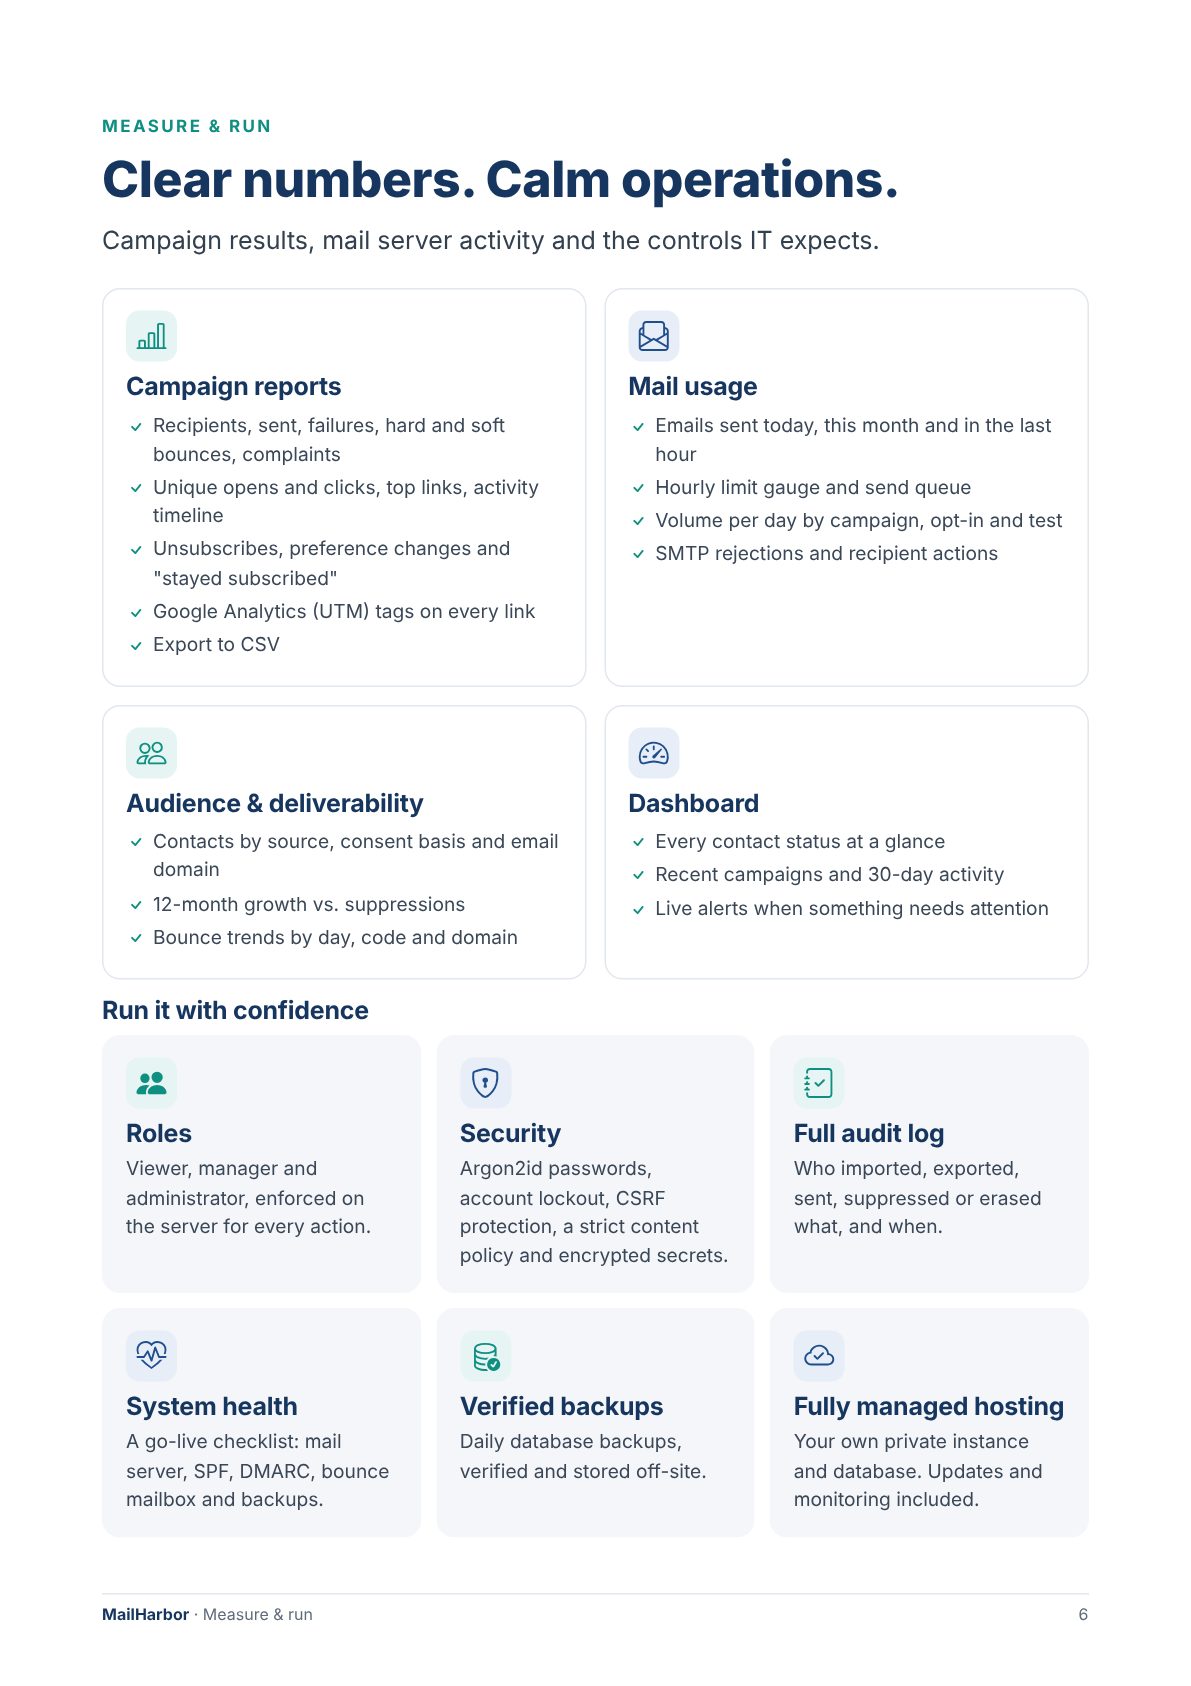 MEASURE & RUN
Clear numbers. Calm operations.
Campaign results, mail server activity and the controls IT expects.
Campaign reports
Recipients, sent, failures, hard and soft
bounces, complaints
Unique opens and clicks, top links, activity
timeline
Unsubscribes, preference changes and
"stayed subscribed"
Google Analytics (UTM) tags on every link
Export to CSV
Mail usage
Emails sent today, this month and in the last
hour
Hourly limit gauge and send queue
Volume per day by campaign, opt-in and test
SMTP rejections and recipient actions
Audience & deliverability
Contacts by source, consent basis and email
domain
12-month growth vs. suppressions
Bounce trends by day, code and domain
Dashboard
Every contact status at a glance
Recent campaigns and 30-day activity
Live alerts when something needs attention
Run it with confidence
Roles
Viewer, manager and
administrator, enforced on
the server for every action.
Security
Argon2id passwords,
account lockout, CSRF
protection, a strict content
policy and encrypted secrets.
Full audit log
Who imported, exported,
sent, suppressed or erased
what, and when.
System health
A go-live checklist: mail
server, SPF, DMARC, bounce
mailbox and backups.
Verified backups
Daily database backups,
verified and stored off-site.
Fully managed hosting
Your own private instance
and database. Updates and
monitoring included.
MailHarbor · Measure & run
6